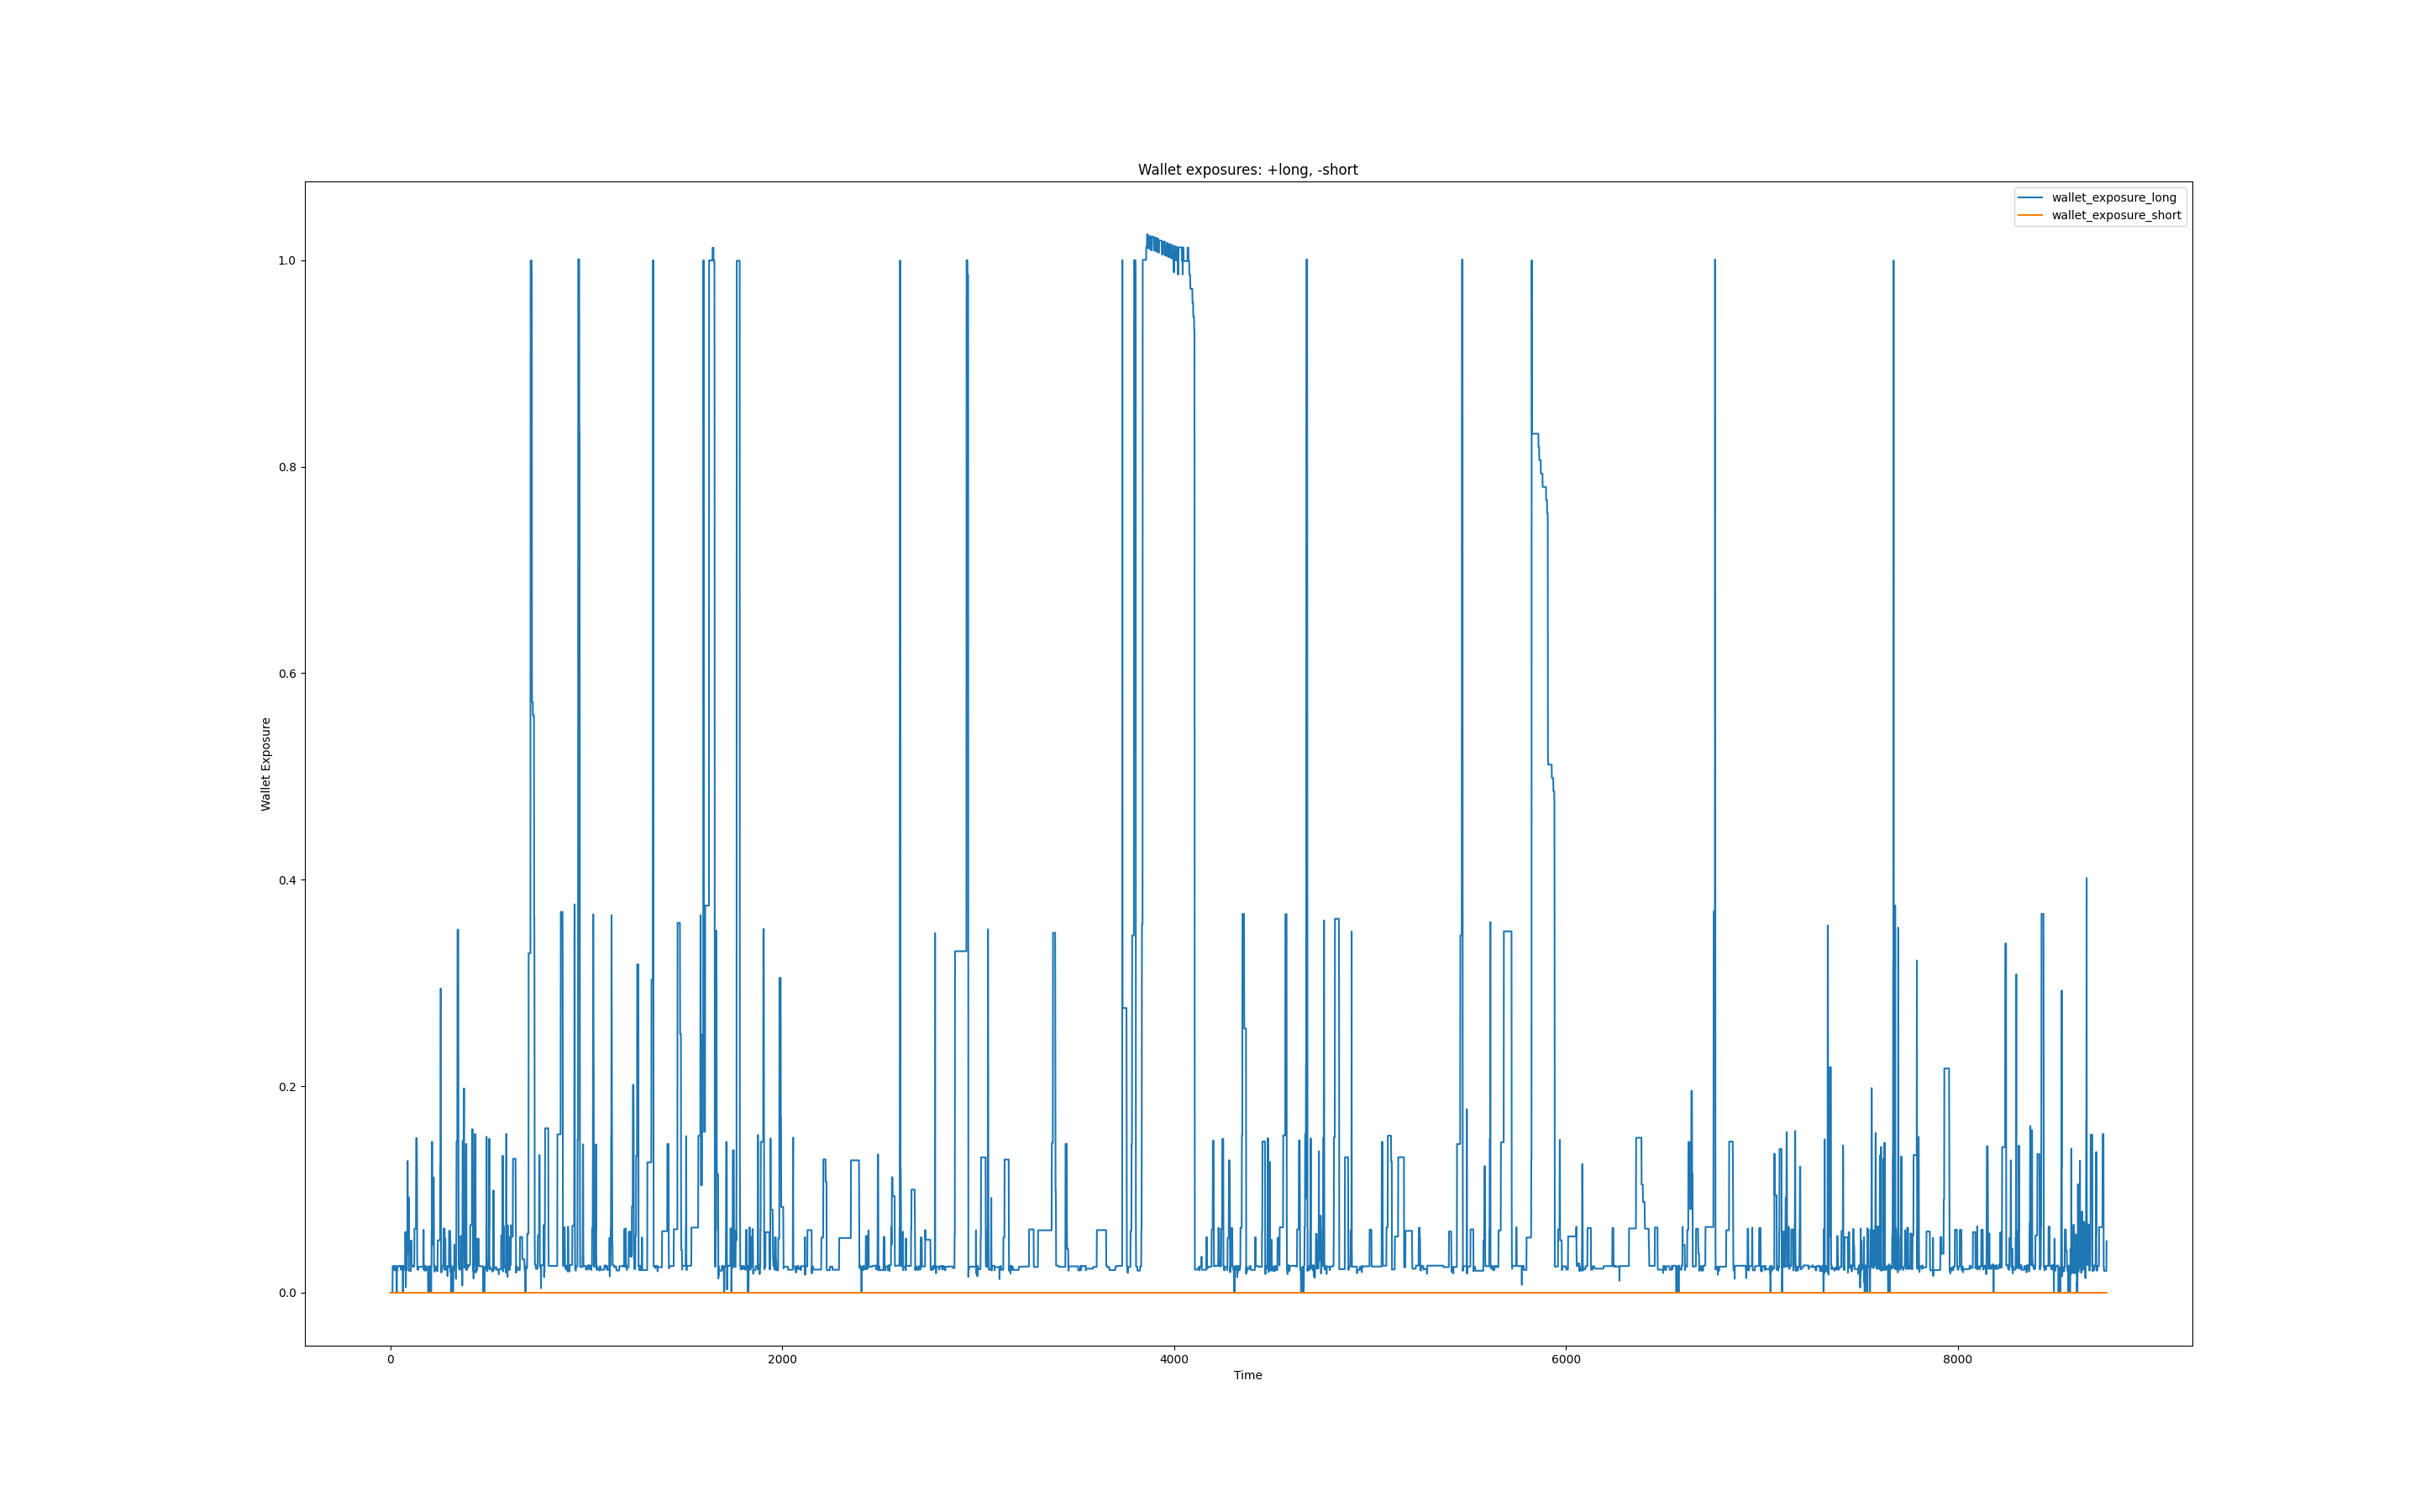 Wallet exposures: +long, -short
wallet_exposure_long
wallet_exposure_short
1.0
0.8
0.6
0.4
0.2
0.0
Wallet Exposure
0 2000 4000 6000 8000
Time